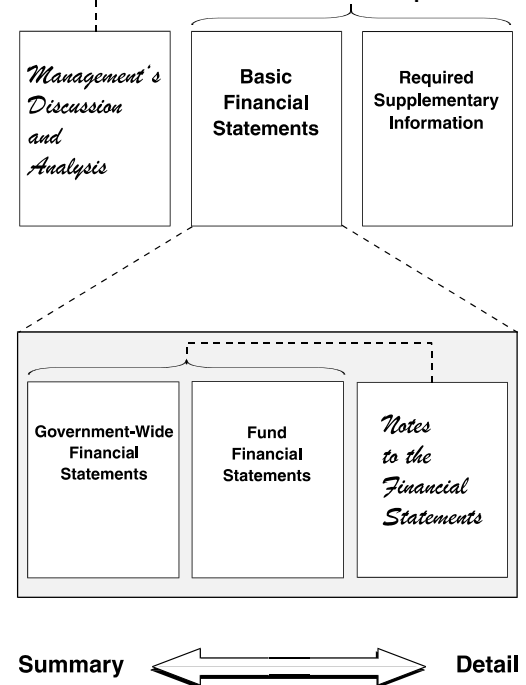 Management's
Discussion
and
Analysis
Basic
Financial
Statements
Required
Supplementary
Information
Government-Wide
Financial
Statements
Fund
Financial
Statements
Notes
to the
Financial
Statements
Summary
Detail